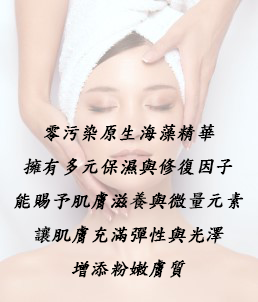 零污染原生海藻精華
擁有多元保濕與修復因子
能賜予肌膚滋養與微量元素
讓肌膚充滿彈性與光澤
增添粉嫩膚質